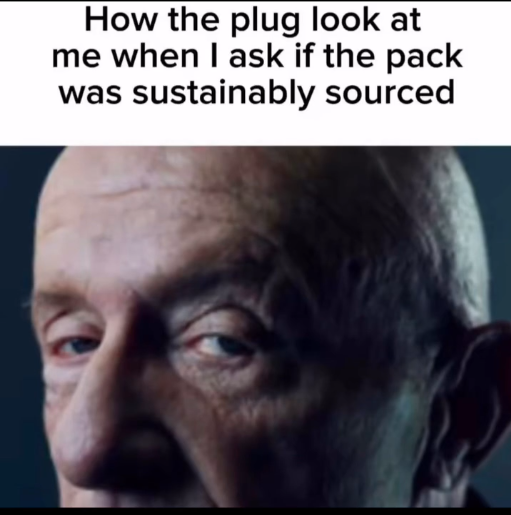 How the plug look at
me when I ask if the pack
was sustainably sourced